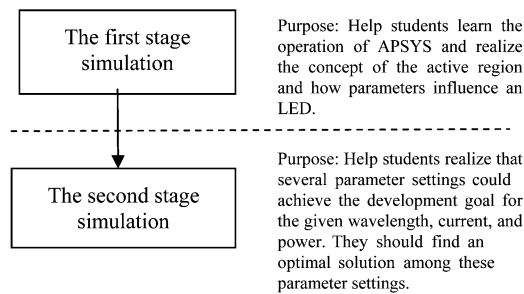 The first stage
simulation
Purpose: Help students learn the
operation of APSYS and realize
the concept of the active region
and how parameters influence an
LED.
The second stage
simulation
Purpose: Help students realize that
several parameter settings could
achieve the development goal for
the given wavelength, current, and
power. They should find an
optimal solution among these
parameter settings.